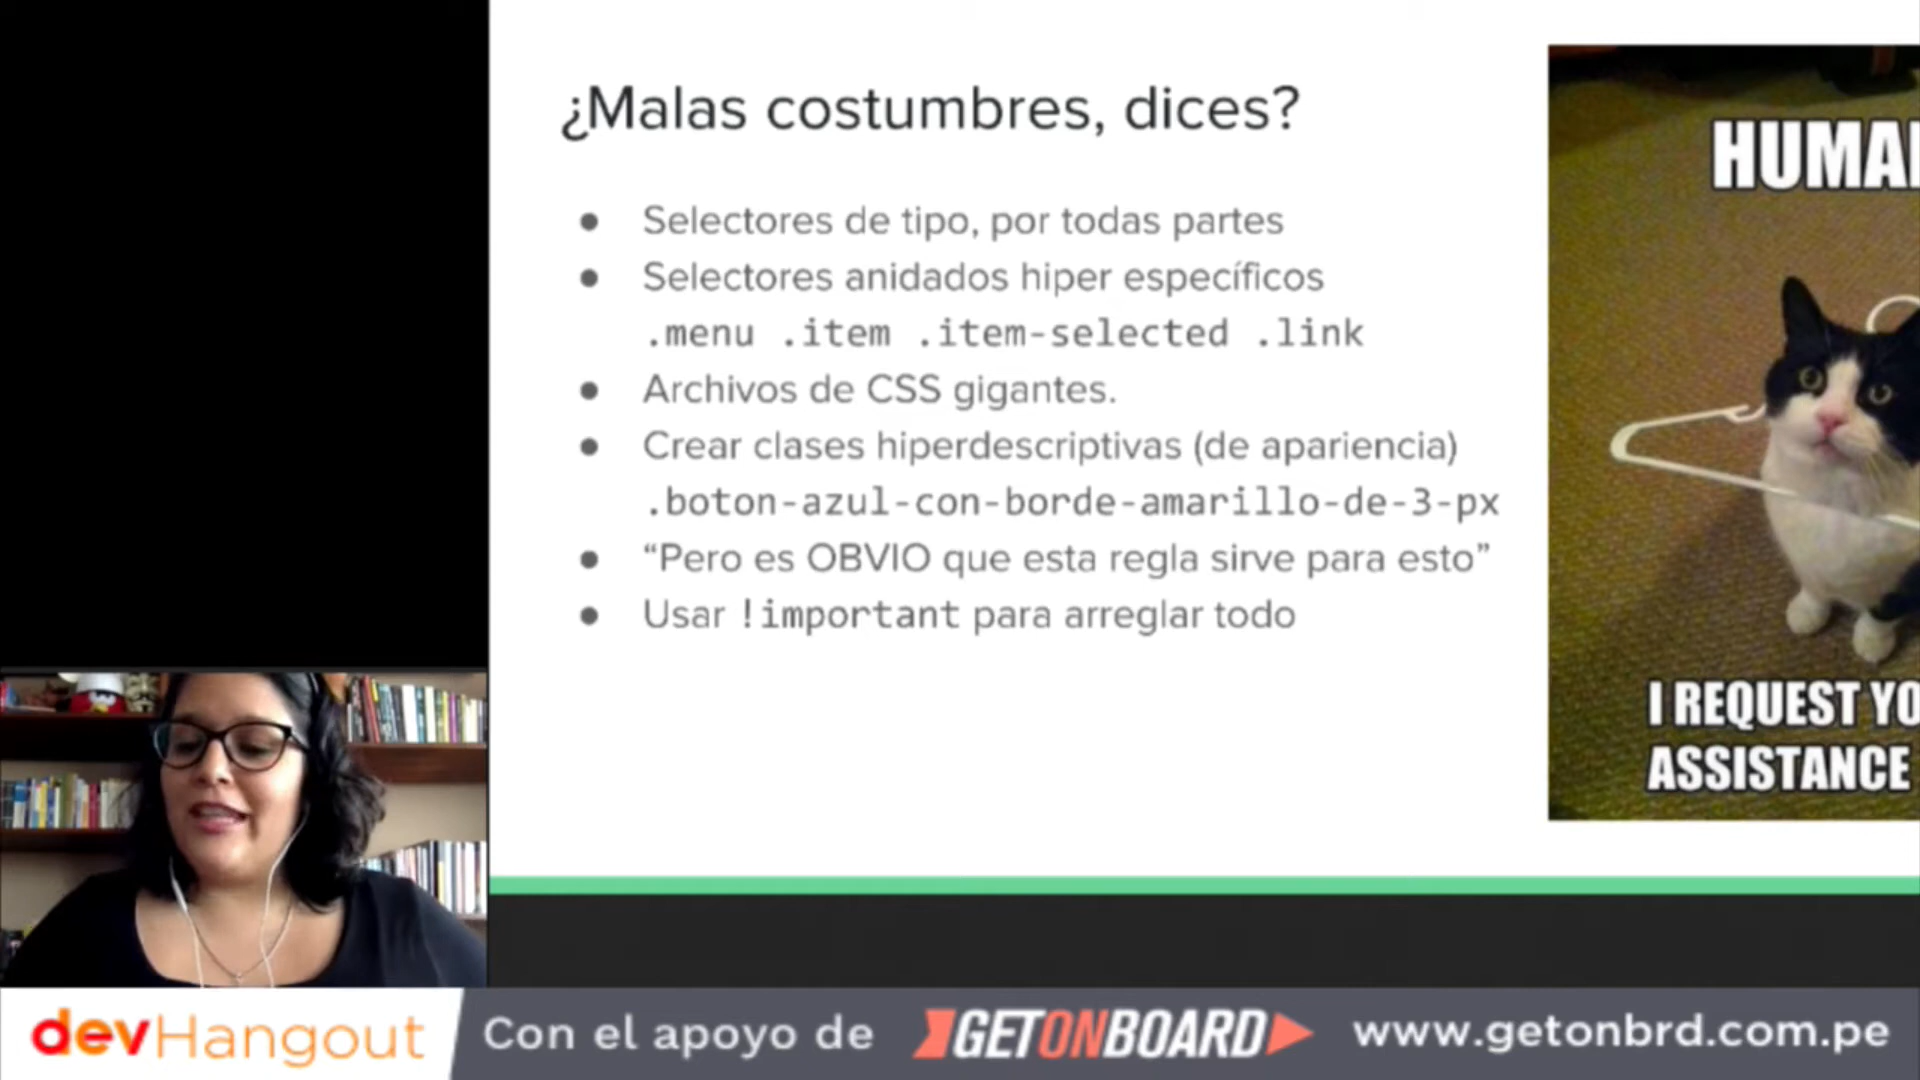 ¿Malas costumbres, dices?
● Selectores de tipo, por todas partes
● Selectores anidados hiper específicos
.menu .item .item-selected .link
● Archivos de CSS gigantes.
● Crear clases hiperdescriptivas (de apariencia)
.boton-azul-con-borde-amarillo-de-3-px
● “Pero es OBVIO que esta regla sirve para esto”
● Usar !important para arreglar todo
HUMAN
I REQUEST YO
ASSISTANCE
devHangout
Con el apoyo de
GETONBOARD
www.getonbrd.com.pe